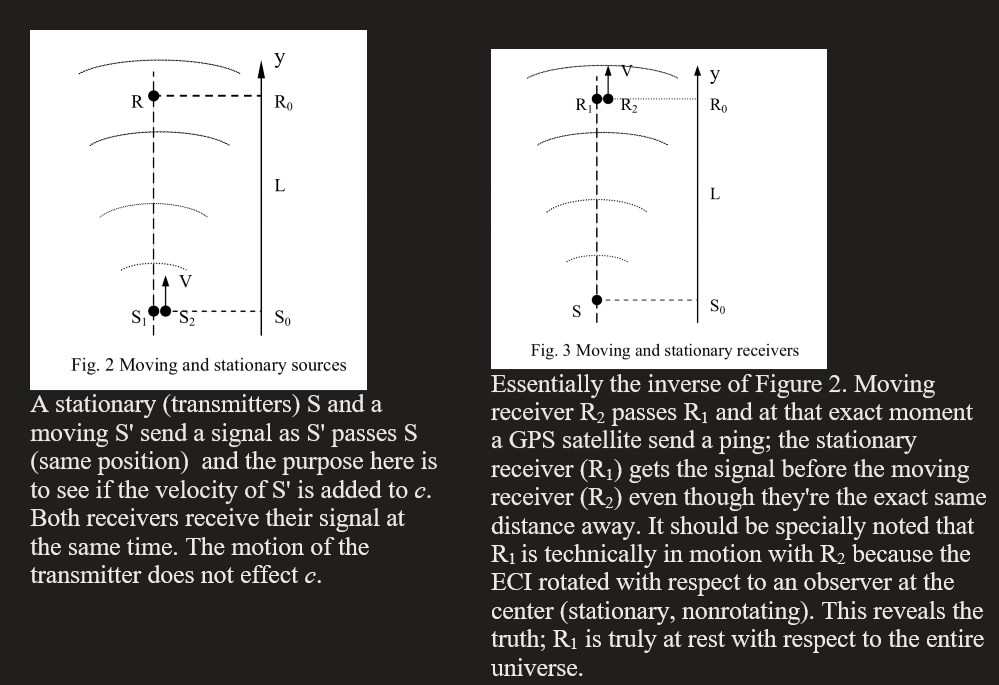 y
R
R₀
L
V
S₁
S₂
S₀
Fig. 2 Moving and stationary sources
A stationary (transmitters) S and a
moving S' send a signal as S' passes S
(same position) and the purpose here is
to see if the velocity of S' is added to c.
Both receivers receive their signal at
the same time. The motion of the
transmitter does not effect c.
V
y
R₁
R₂
R₀
L
S
S₀
Fig. 3 Moving and stationary receivers
Essentially the inverse of Figure 2. Moving
receiver R₂ passes R₁ and at that exact moment
a GPS satellite send a ping; the stationary
receiver (R₁) gets the signal before the moving
receiver (R₂) even though they're the exact same
distance away. It should be specially noted that
R₁ is technically in motion with R₂ because the
ECI rotated with respect to an observer at the
center (stationary, nonrotating). This reveals the
truth; R₁ is truly at rest with respect to the entire
universe.